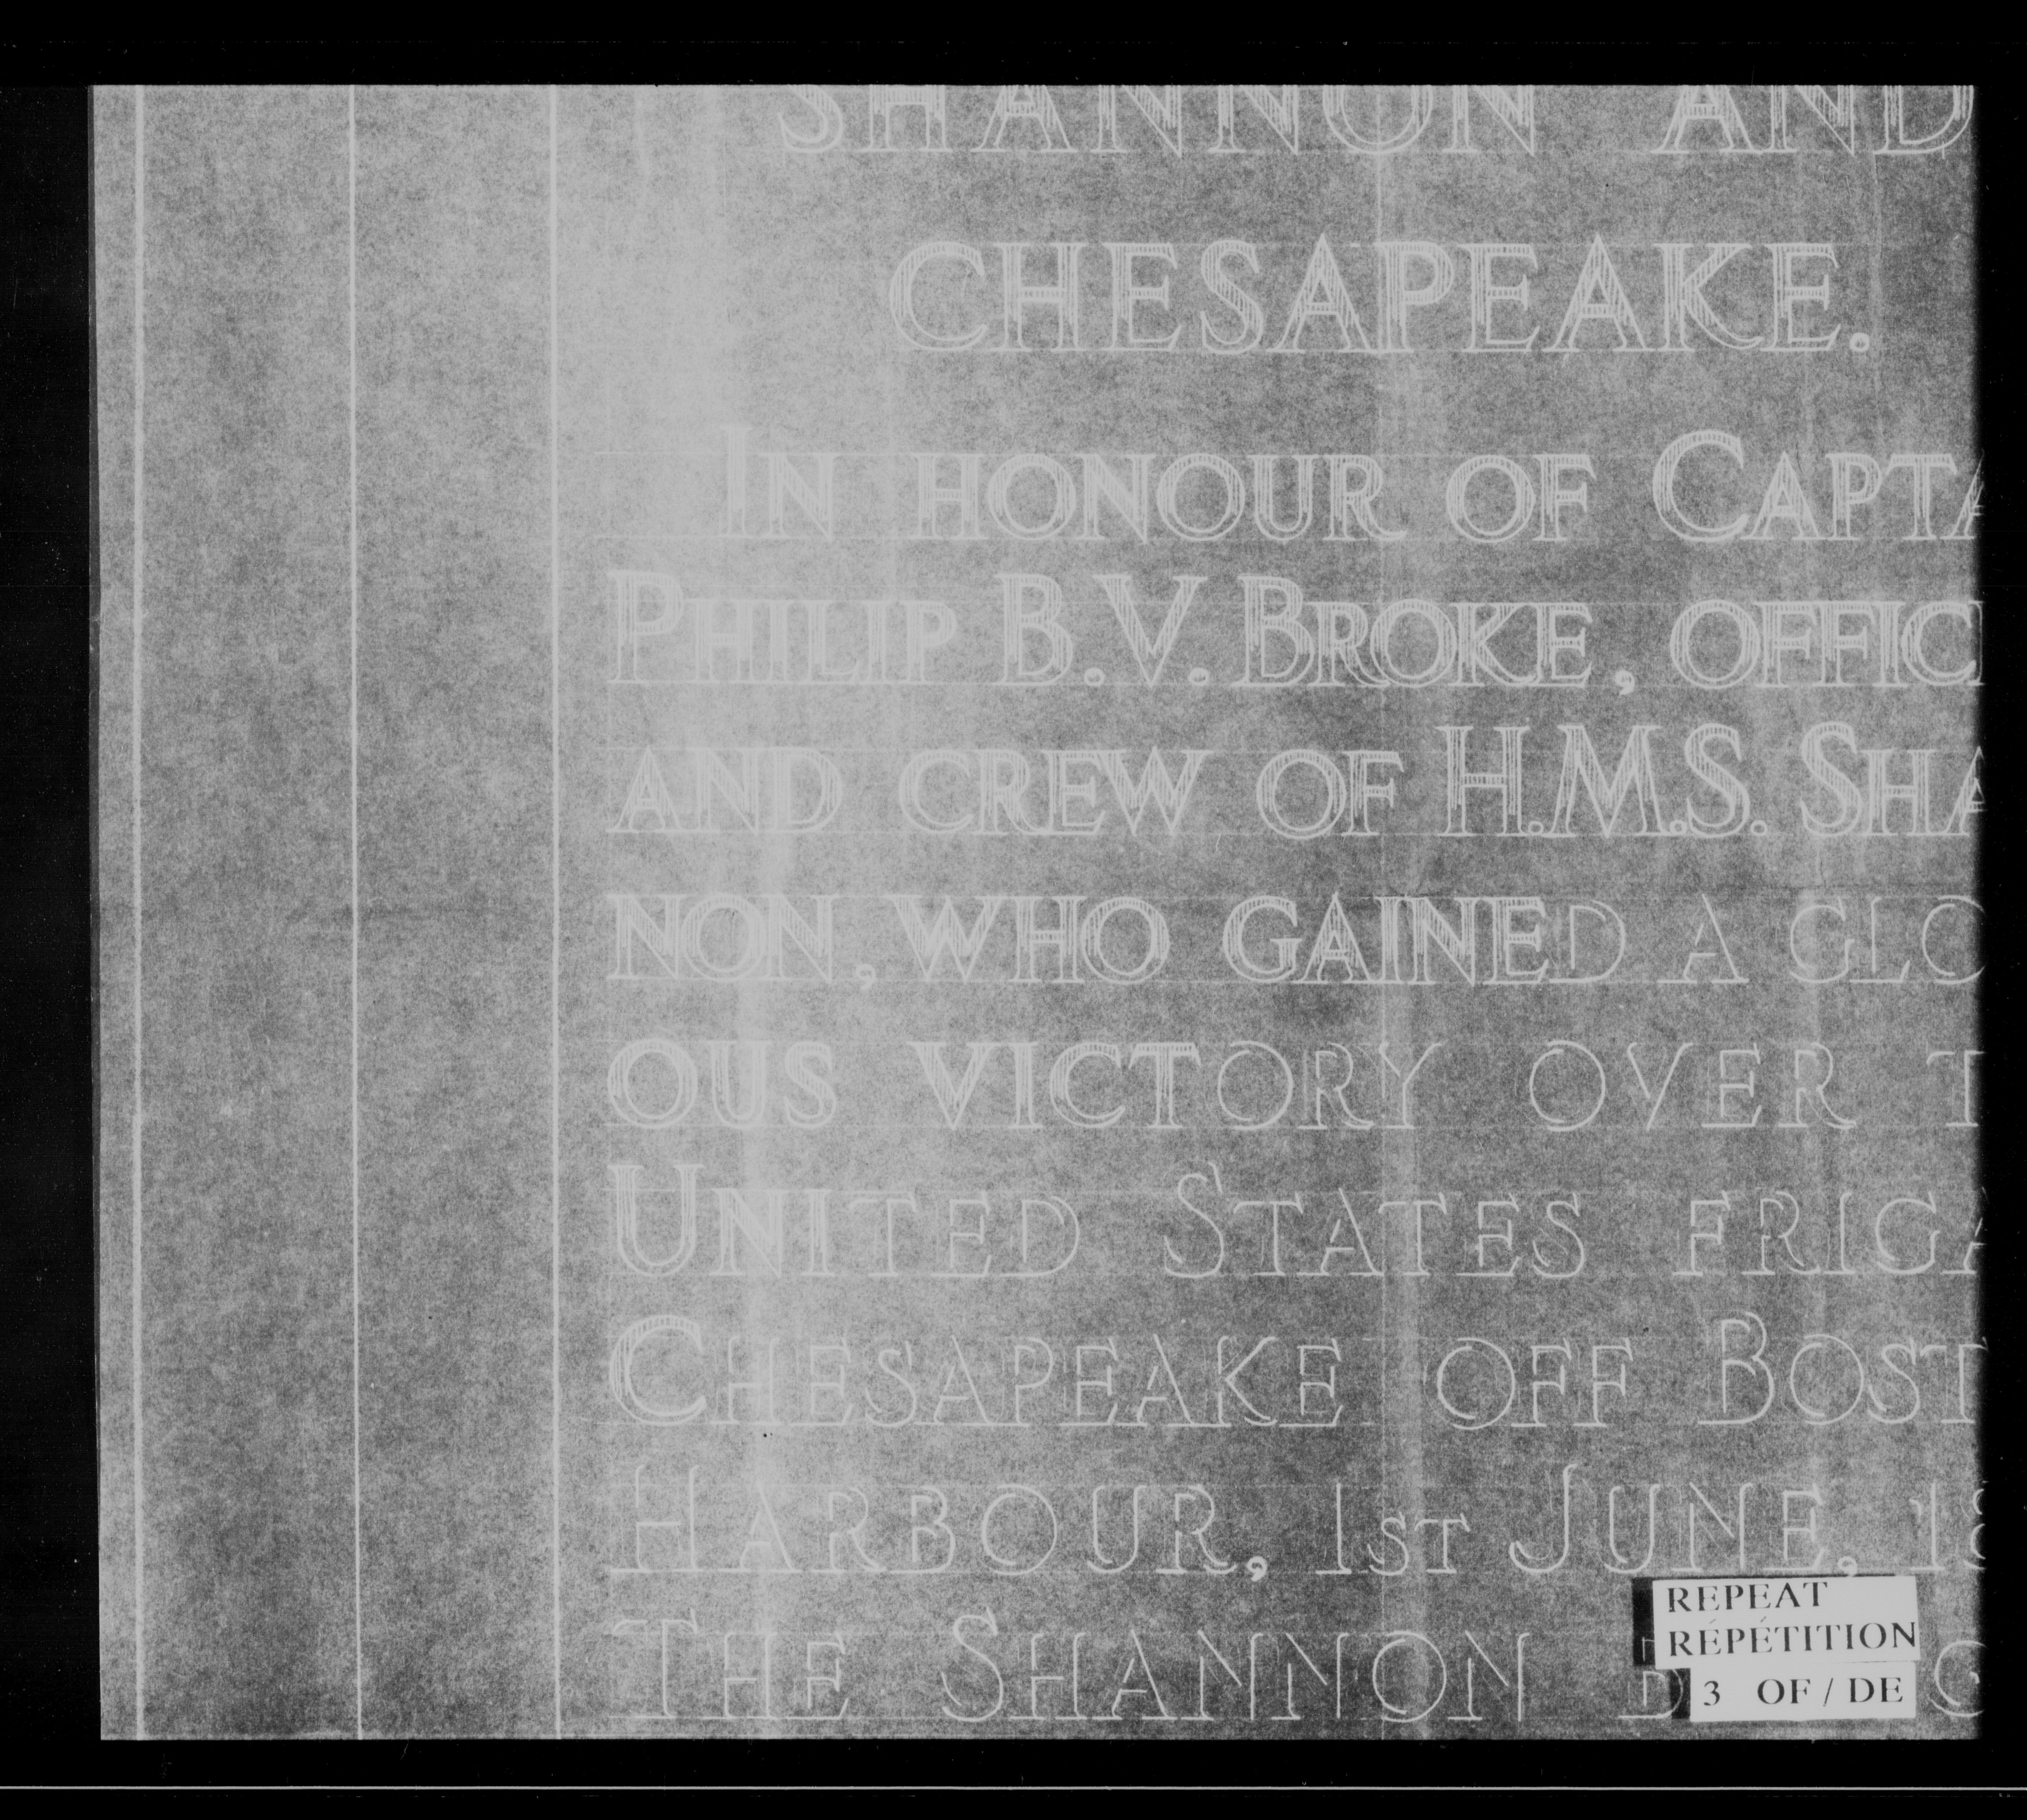 SHANNON AND
CHESAPEAKE.
IN HONOUR OF CAPTA
PHILIP B.V. BROKE, OFFIC
AND CREW OF H.M.S. SHA
NON, WHO GAINED A GLO
OUS VICTORY OVER T
UNITED STATES FRIGA
CHESAPEAKE OFF BOST
HARBOUR, 1ST JUNE, 18
THE SHANNON
REPEAT
RÉPÉTITION
3 OF / DE